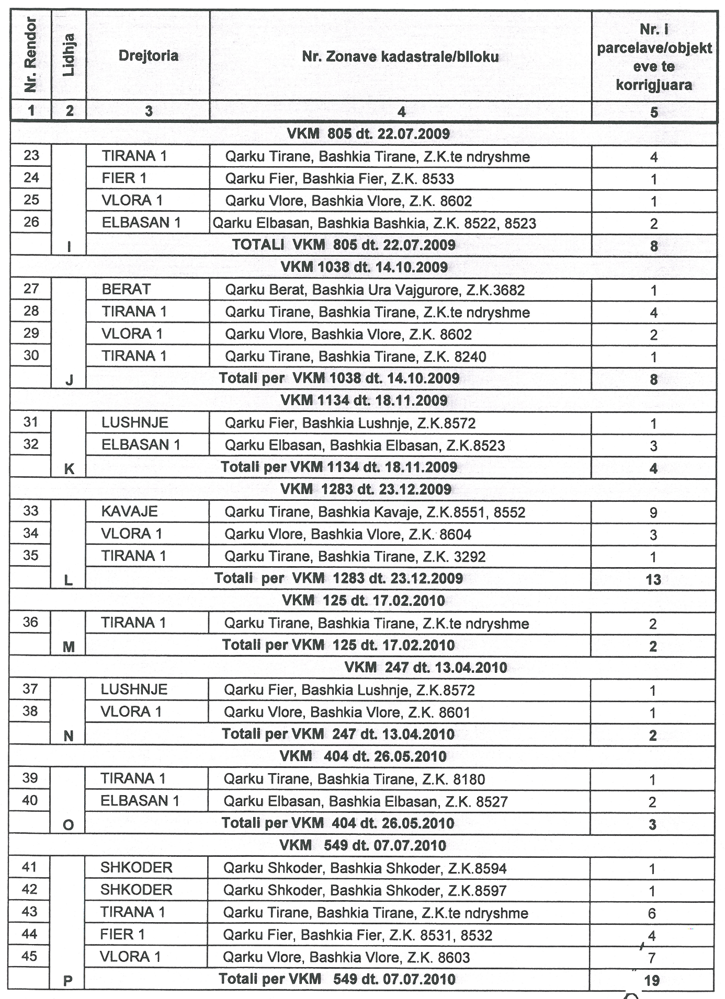 Nr. Rendor Lidhja Drejtoria Nr. Zonave kadastrale/blloku Nr. i
parcelave/objekt
eve te
korrigjuara
1 2 3 4 5
VKM 805 dt. 22.07.2009
23 TIRANA 1 Qarku Tirane, Bashkia Tirane, Z.K.te ndryshme 4
24 FIER 1 Qarku Fier, Bashkia Fier, Z.K. 8533 1
25 VLORA 1 Qarku Vlore, Bashkia Vlore, Z.K. 8602 1
26 ELBASAN 1 Qarku Elbasan, Bashkia Bashkia, Z.K. 8522, 8523 2
I TOTALI VKM 805 dt. 22.07.2009 8
VKM 1038 dt. 14.10.2009
27 BERAT Qarku Berat, Bashkia Ura Vajgurore, Z.K.3682 1
28 TIRANA 1 Qarku Tirane, Bashkia Tirane, Z.K.te ndryshme 4
29 VLORA 1 Qarku Vlore, Bashkia Vlore, Z.K. 8602 2
30 TIRANA 1 Qarku Tirane, Bashkia Tirane, Z.K. 8240 1
J Totali per VKM 1038 dt. 14.10.2009 8
VKM 1134 dt. 18.11.2009
31 LUSHNJE Qarku Fier, Bashkia Lushnje, Z.K.8572 1
32 ELBASAN 1 Qarku Elbasan, Bashkia Elbasan, Z.K.8523 3
K Totali per VKM 1134 dt. 18.11.2009 4
VKM 1283 dt. 23.12.2009
33 KAVAJE Qarku Tirane, Bashkia Kavaje, Z.K.8551, 8552 9
34 VLORA 1 Qarku Vlore, Bashkia Vlore, Z.K. 8604 3
35 TIRANA 1 Qarku Tirane, Bashkia Tirane, Z.K. 3292 1
L Totali per VKM 1283 dt. 23.12.2009 13
VKM 125 dt. 17.02.2010
36 TIRANA 1 Qarku Tirane, Bashkia Tirane, Z.K.te ndryshme 2
M Totali per VKM 125 dt. 17.02.2010 2
VKM 247 dt. 13.04.2010
37 LUSHNJE Qarku Fier, Bashkia Lushnje, Z.K.8572 1
38 VLORA 1 Qarku Vlore, Bashkia Vlore, Z.K. 8601 1
N Totali per VKM 247 dt. 13.04.2010 2
VKM 404 dt. 26.05.2010
39 TIRANA 1 Qarku Tirane, Bashkia Tirane, Z.K. 8180 1
40 ELBASAN 1 Qarku Elbasan, Bashkia Elbasan, Z.K. 8527 2
O Totali per VKM 404 dt. 26.05.2010 3
VKM 549 dt. 07.07.2010
41 SHKODER Qarku Shkoder, Bashkia Shkoder, Z.K.8594 1
42 SHKODER Qarku Shkoder, Bashkia Shkoder, Z.K.8597 1
43 TIRANA 1 Qarku Tirane, Bashkia Tirane, Z.K.te ndryshme 6
44 FIER 1 Qarku Fier, Bashkia Fier, Z.K. 8531, 8532 4
45 VLORA 1 Qarku Vlore, Bashkia Vlore, Z.K. 8603 7
P Totali per VKM 549 dt. 07.07.2010 19